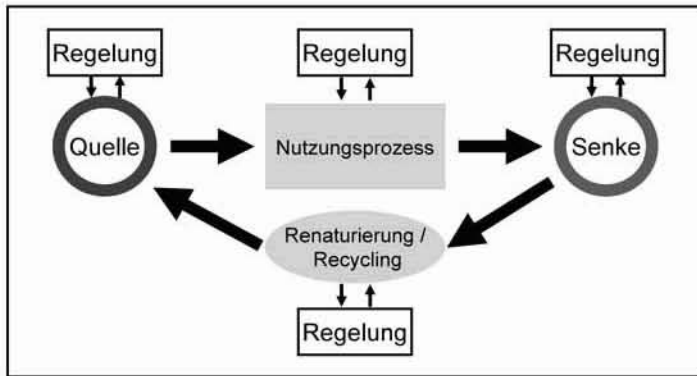 Regelung
Regelung
Regelung
Quelle
Nutzungsprozess
Senke
Renaturierung /
Recycling
Regelung